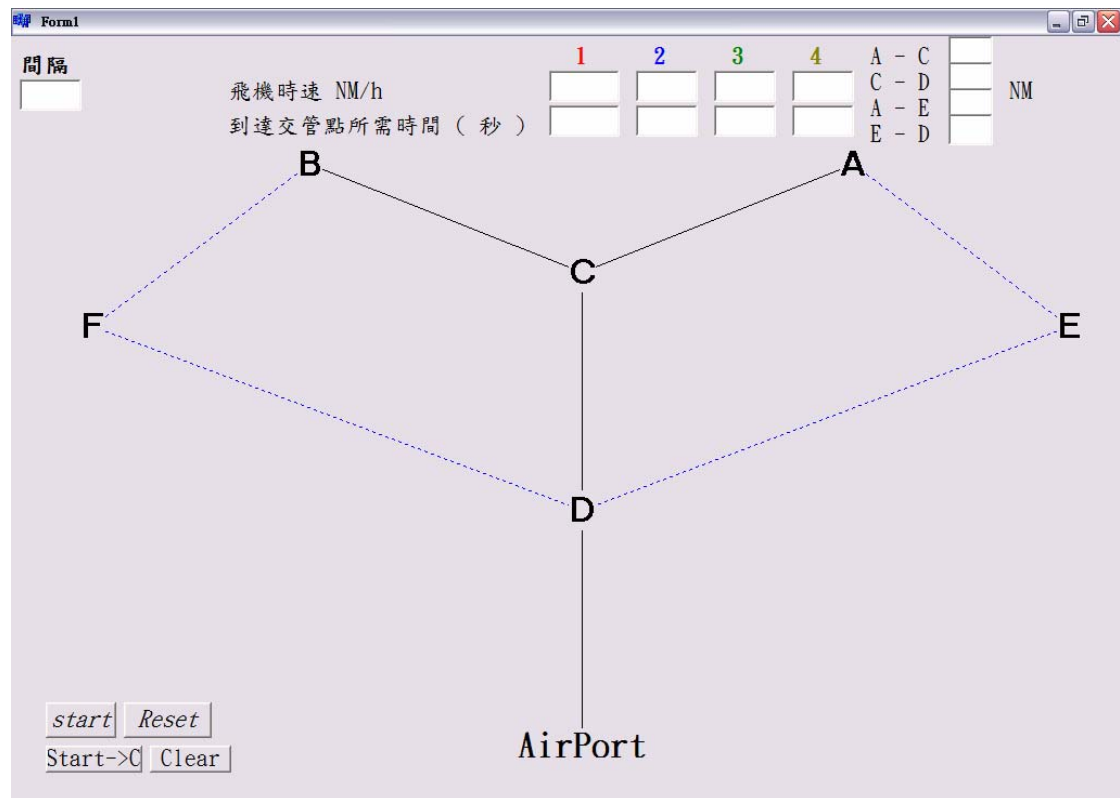 Form1
間隔
1 2 3 4
飛機時速 NM/h
到達交管點所需時間 ( 秒 )
A - C
C - D
A - E
E - D
NM
B
A
C
F
E
D
AirPort
start Reset
Start->C Clear